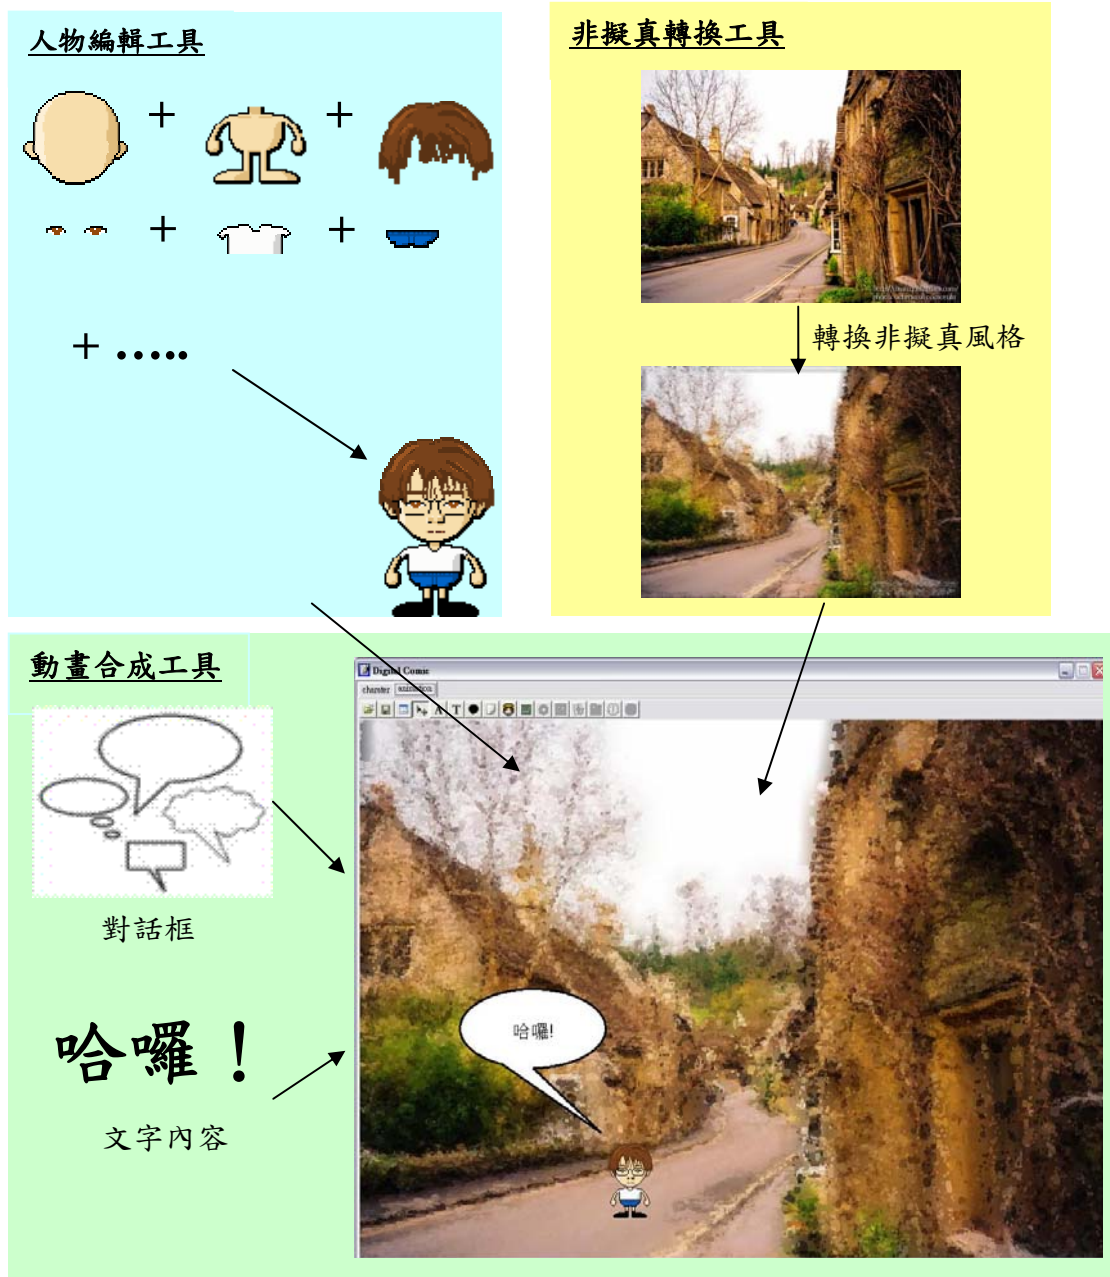 人物編輯工具
+ +
+ +
+ .....
非擬真轉換工具
轉換非擬真風格
動畫合成工具
對話框
哈囉！
文字內容
Digital Comic
charater animation
A T
哈囉!